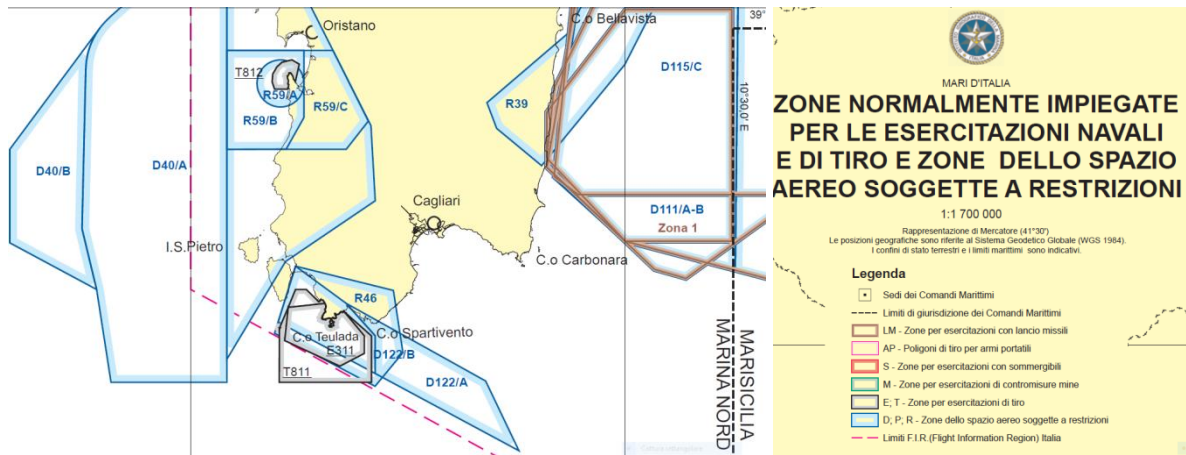 Oristano
C.o Bellavista
39°
T812
R59/A
R59/C
R59/B
R39
D115/C
10°30,0' E
D40/B
D40/A
Cagliari
D111/A-B
Zona 1
I.S.Pietro
C.o Carbonara
R46
C.o Teulada
C.o Spartivento
E311
D122/B
T811
D122/A
MARINA NORD
MARISICILIA
MARI D'ITALIA
ZONE NORMALMENTE IMPIEGATE
PER LE ESERCITAZIONI NAVALI
E DI TIRO E ZONE DELLO SPAZIO
AEREO SOGGETTE A RESTRIZIONI
1:1 700 000
Rappresentazione di Mercatore (41°30')
Le posizioni geografiche sono riferite al Sistema Geodetico Globale (WGS 1984).
I confini di stato terrestri e i limiti marittimi sono indicativi.
Legenda
Sedi dei Comandi Marittimi
Limiti di giurisdizione dei Comandi Marittimi
LM - Zone per esercitazioni con lancio missili
AP - Poligoni di tiro per armi portatili
S - Zone per esercitazioni con sommergibili
M - Zone per esercitazioni di contromisure mine
E; T - Zone per esercitazioni di tiro
D; P; R - Zone dello spazio aereo soggette a restrizioni
Limiti F.I.R.(Flight Information Region) Italia